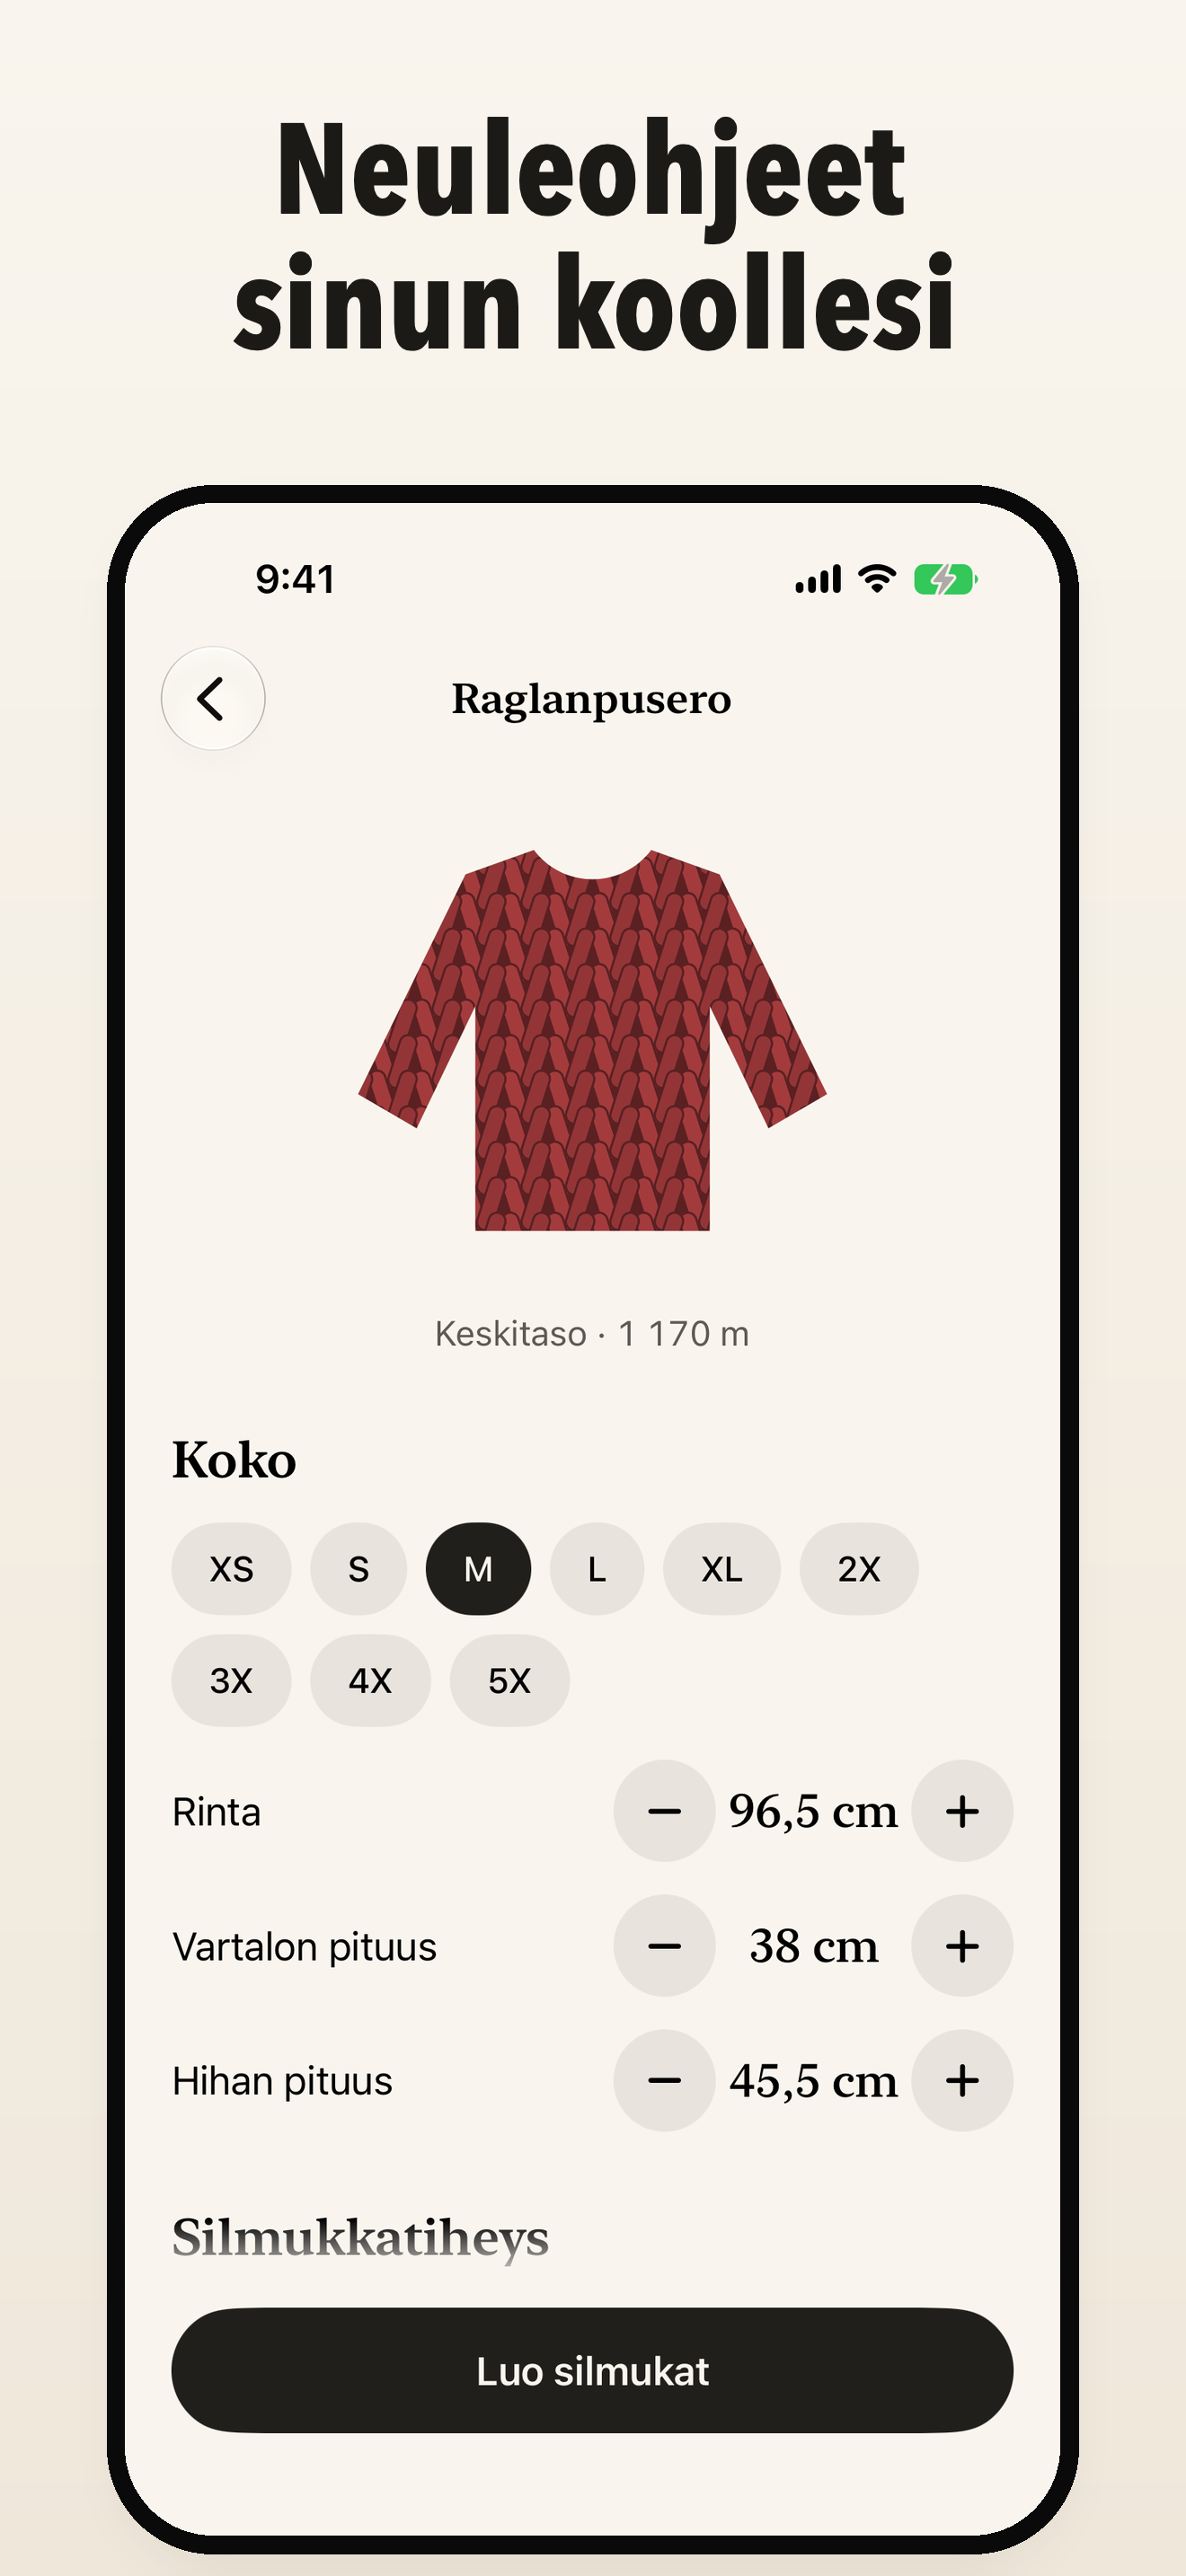 Neuleohjeet
sinun koollesi
9:41
Raglanpusero
Keskitaso · 1 170 m
Koko
XS S M L XL 2X
3X 4X 5X
Rinta − 96,5 cm +
Vartalon pituus − 38 cm +
Hihan pituus − 45,5 cm +
Silmukkatiheys
Luo silmukat